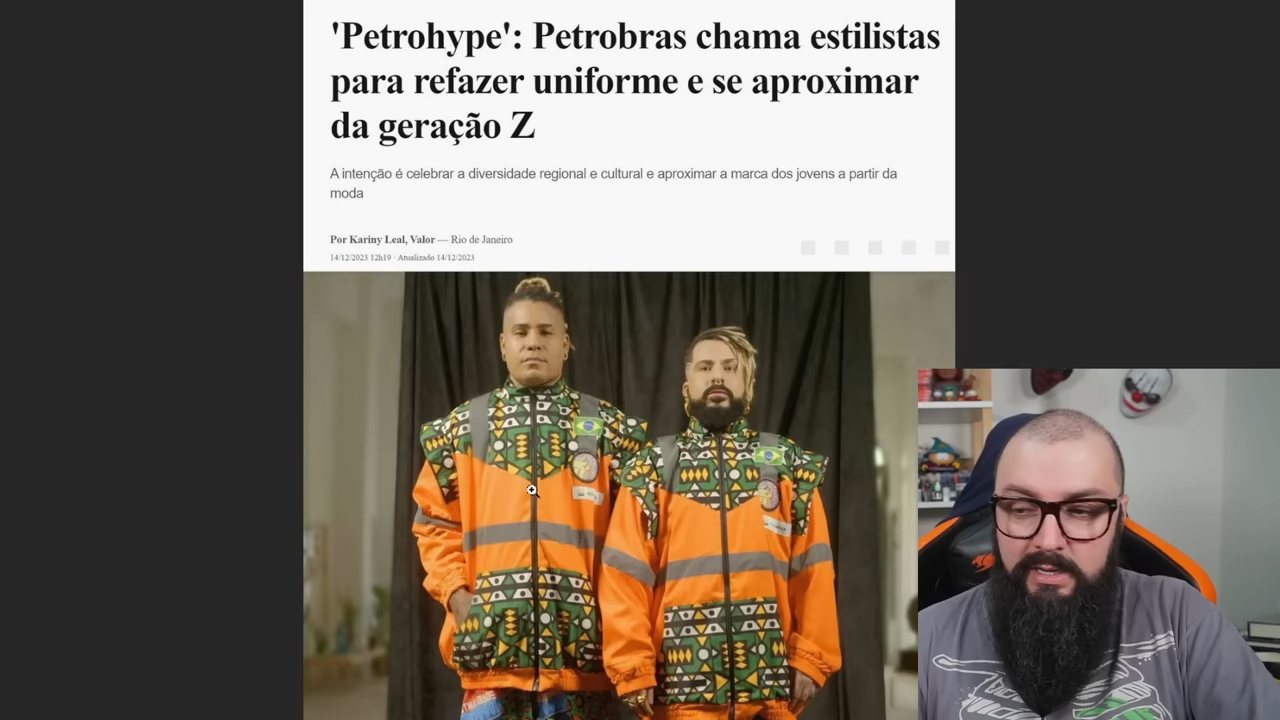 'Petrohype': Petrobras chama estilistas
para refazer uniforme e se aproximar
da geração Z
A intenção é celebrar a diversidade regional e cultural e aproximar a marca dos jovens a partir da
moda
Por Kariny Leal, Valor — Rio de Janeiro
14/12/2023 12h19 · Atualizado 14/12/2023